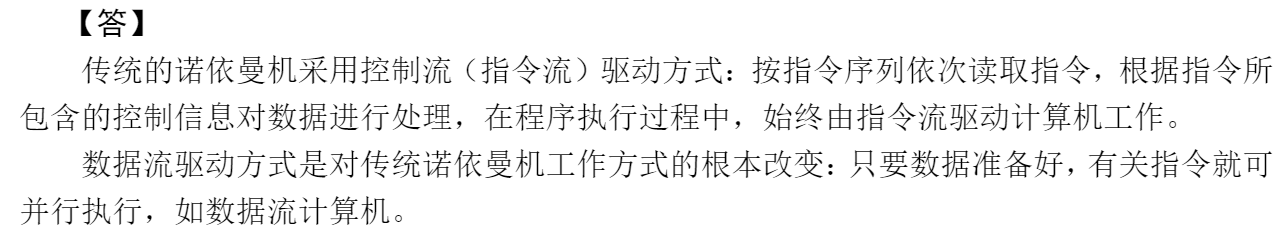 【答】
传统的诺依曼机采用控制流（指令流）驱动方式：按指令序列依次读取指令，根据指令所
包含的控制信息对数据进行处理，在程序执行过程中，始终由指令流驱动计算机工作。
数据流驱动方式是对传统诺依曼机工作方式的根本改变：只要数据准备好，有关指令就可
并行执行，如数据流计算机。